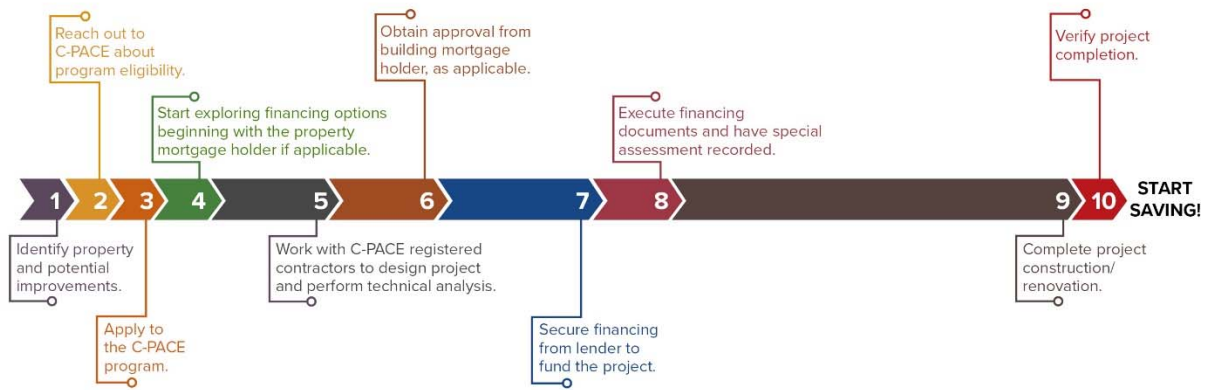 Reach out to
C-PACE about
program eligibility.
Obtain approval from
building mortgage
holder, as applicable.
Verify project
completion.
Start exploring financing options
beginning with the property
mortgage holder if applicable.
Execute financing
documents and have special
assessment recorded.
1
2
3
4
5
6
7
8
9
10
START
SAVING!
Identify property
and potential
improvements.
Work with C-PACE registered
contractors to design project
and perform technical analysis.
Complete project
construction/
renovation.
Apply to
the C-PACE
program.
Secure financing
from lender to
fund the project.